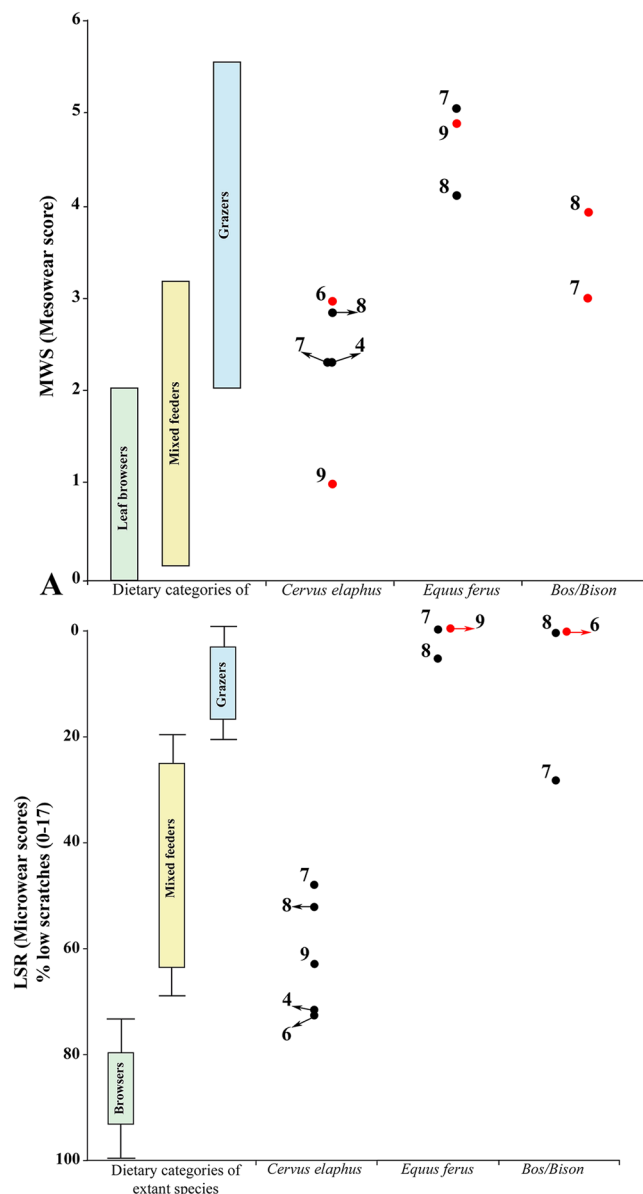 6
5
4
3
2
1
0
MWS (Mesowear score)
Leaf browsers
Mixed feeders
Grazers
6
8
7
4
9
7
9
8
8
7
A
Dietary categories of
Cervus elaphus
Equus ferus
Bos/Bison
0
20
40
60
80
100
LSR (Microwear scores)
% low scratches (0-17)
Browsers
Mixed feeders
Grazers
7
8
9
4
6
7
9
8
8
6
7
Dietary categories of
extant species
Cervus elaphus
Equus ferus
Bos/Bison